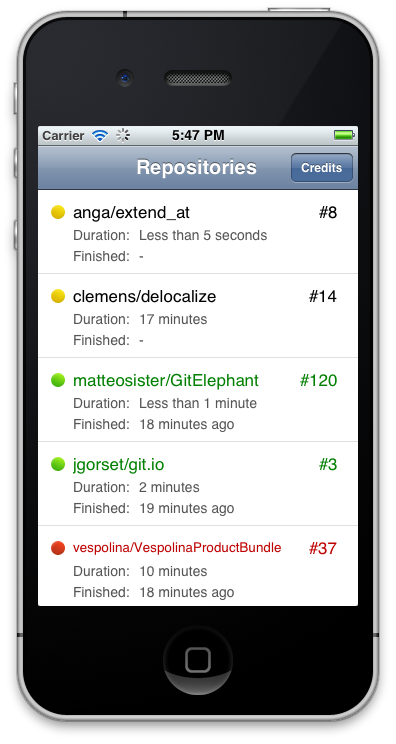 Carrier 5:47 PM
Repositories Credits
anga/extend_at #8
Duration: Less than 5 seconds
Finished: -
clemens/delocalize #14
Duration: 17 minutes
Finished: -
matteosister/GitElephant #120
Duration: Less than 1 minute
Finished: 18 minutes ago
jgorset/git.io #3
Duration: 2 minutes
Finished: 19 minutes ago
vespolina/VespolinaProductBundle #37
Duration: 10 minutes
Finished: 18 minutes ago